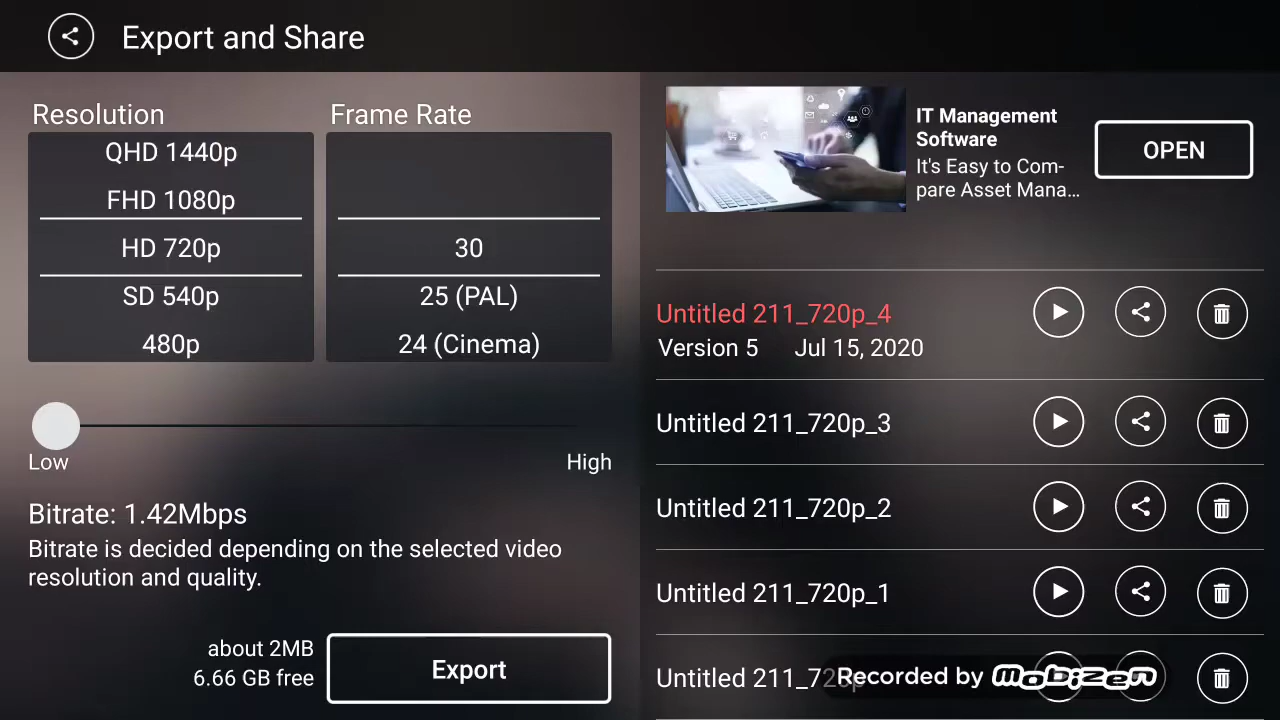 Export and Share
Resolution
Frame Rate
QHD 1440p
FHD 1080p
HD 720p
SD 540p
480p
30
25 (PAL)
24 (Cinema)
Low
High
Bitrate: 1.42Mbps
Bitrate is decided depending on the selected video
resolution and quality.
about 2MB
6.66 GB free
Export
IT Management
Software
It's Easy to Com-
pare Asset Mana...
OPEN
Untitled 211_720p_4
Version 5 Jul 15, 2020
Untitled 211_720p_3
Untitled 211_720p_2
Untitled 211_720p_1
Untitled 211_720p
Recorded by mobizen